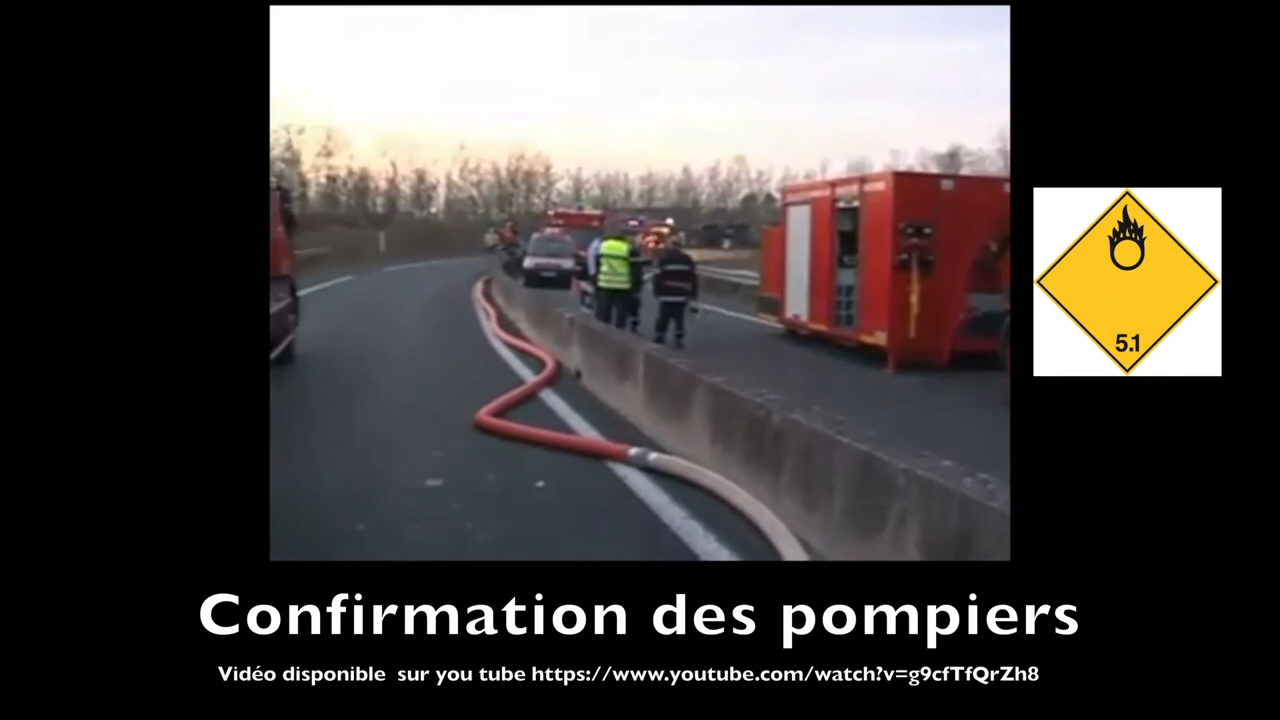 5.1
Confirmation des pompiers
Vidéo disponible sur you tube https://www.youtube.com/watch?v=g9cfTfQrZh8